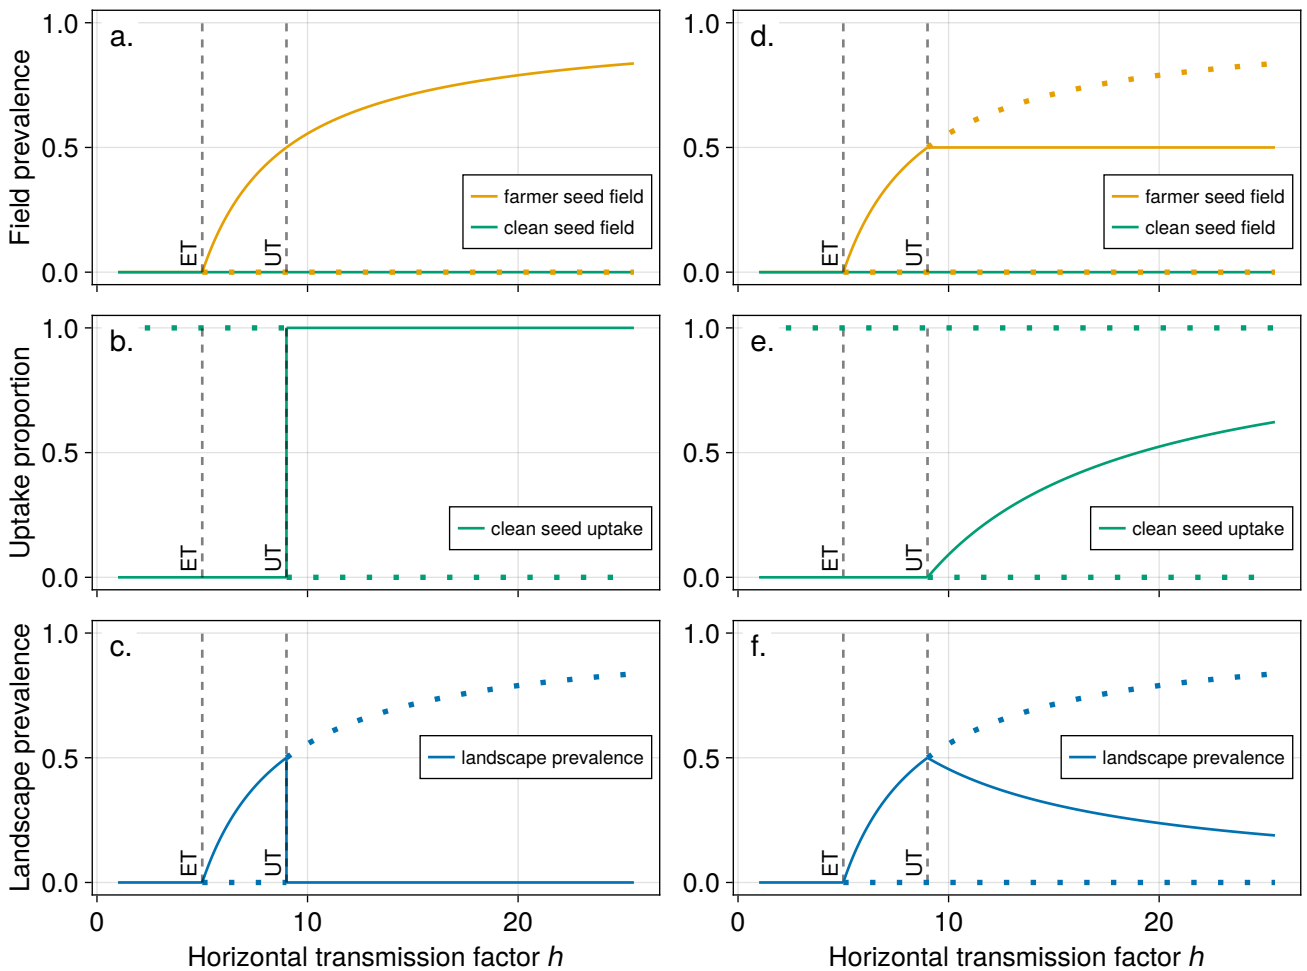 a.
Field prevalence
1.0
0.5
0.0
ET
UT
farmer seed field
clean seed field
0
10
20
d.
1.0
0.5
0.0
ET
UT
farmer seed field
clean seed field
b.
Uptake proportion
1.0
0.5
0.0
ET
UT
clean seed uptake
e.
1.0
0.5
0.0
ET
UT
clean seed uptake
c.
Landscape prevalence
1.0
0.5
0.0
ET
UT
landscape prevalence
0
10
20
Horizontal transmission factor h
f.
1.0
0.5
0.0
ET
UT
landscape prevalence
0
10
20
Horizontal transmission factor h